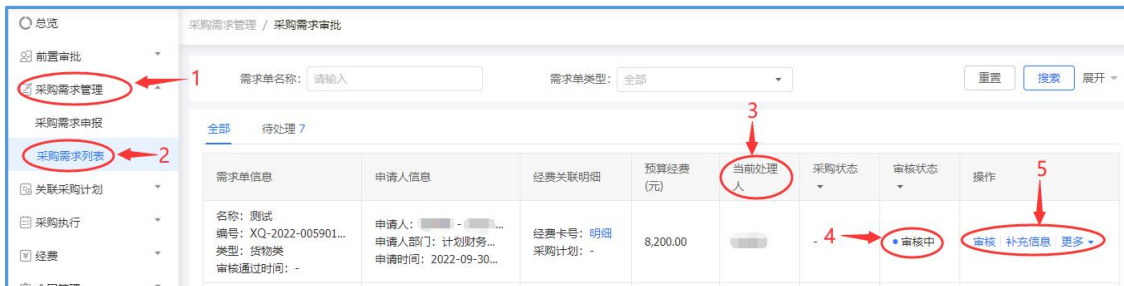 总览
采购需求管理 / 采购需求审批
前置审批
1
需求单名称: 请输入
需求单类型: 全部
重置
搜索
展开
采购需求管理
采购需求申报
全部
待处理 7
3
采购需求列表
2
需求单信息
申请人信息
经费关联明细
预算经费
(元)
当前处理
人
采购状态
审核状态
操作
5
关联采购计划
采购执行
经费
名称: 测试
编号: XQ-2022-005901...
类型: 货物类
审核通过时间: -
申请人: - ...
申请人部门: 计划财务...
申请时间: 2022-09-30...
经费卡号: 明细
采购计划: -
8,200.00
-
4
审核中
审核 补充信息 更多